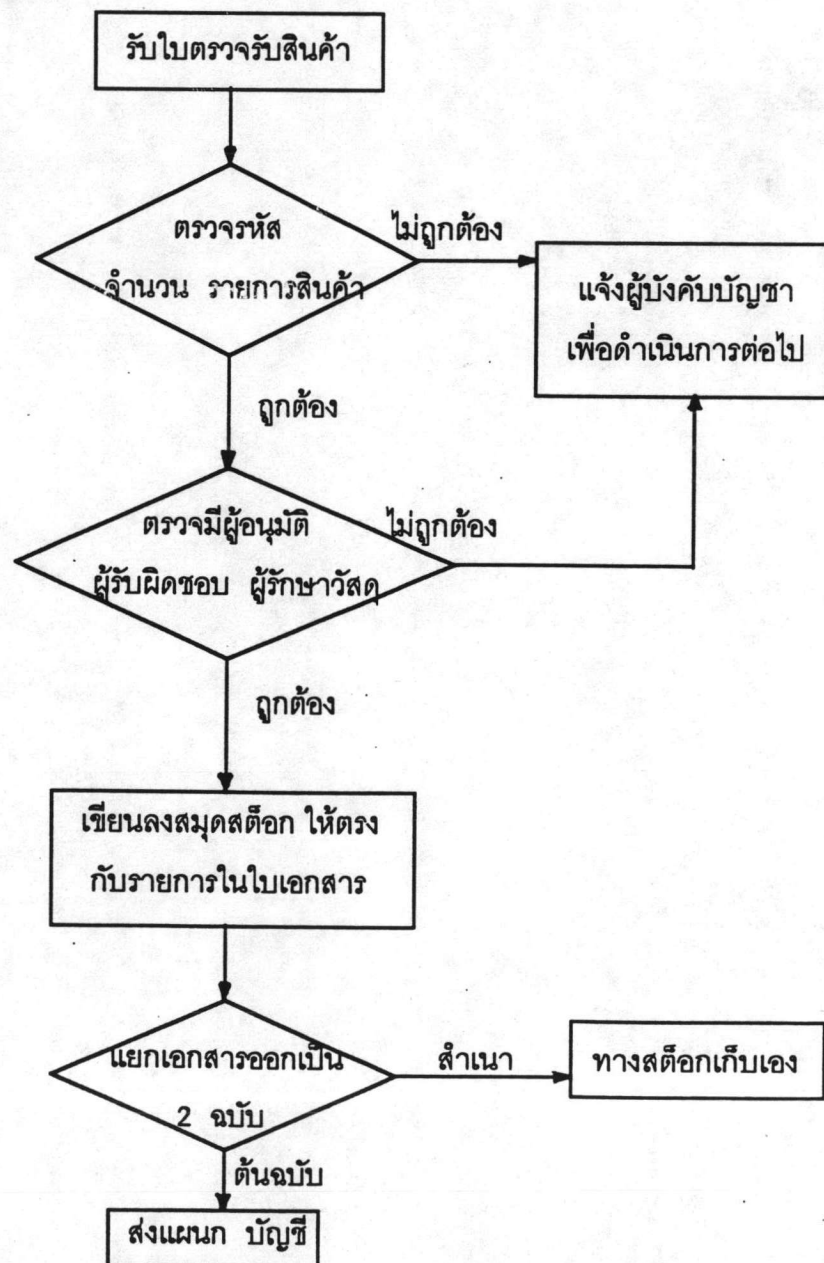 รับใบตรวจรับสินค้า
ตรวจรหัส
จำนวน รายการสินค้า
ไม่ถูกต้อง
แจ้งผู้บังคับบัญชา
เพื่อดำเนินการต่อไป
ถูกต้อง
ตรวจมีผู้อนุมัติ
ผู้รับผิดชอบ ผู้รักษาวัสดุ
ไม่ถูกต้อง
ถูกต้อง
เขียนลงสมุดสต็อก ให้ตรง
กับรายการในใบเอกสาร
แยกเอกสารออกเป็น
2 ฉบับ
สำเนา
ทางสต็อกเก็บเอง
ต้นฉบับ
ส่งแผนก บัญชี